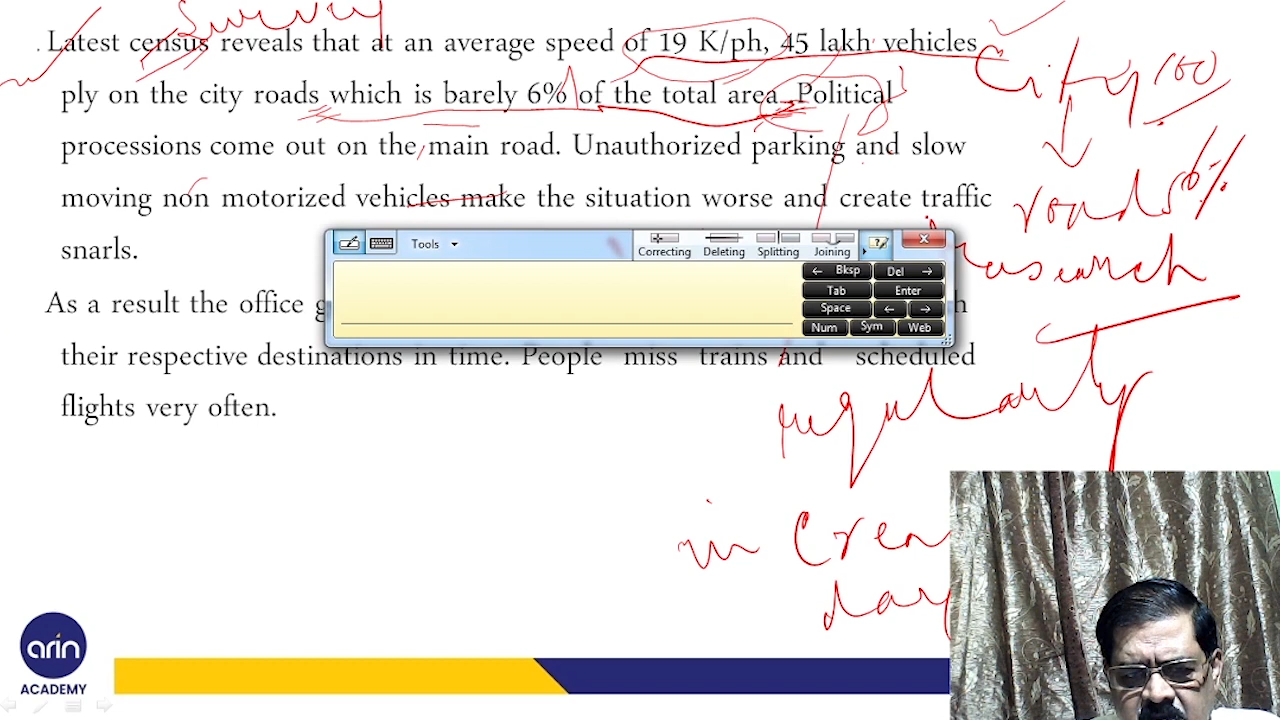 Survey
. Latest census reveals that at an average speed of 19 K/ph, 45 lakh vehicles
ply on the city roads which is barely 6% of the total area Political
processions come out on the main road. Unauthorized parking and slow
moving non motorized vehicles make the situation worse and create traffic
snarls.
As a result the office g
their respective destinations in time. People miss trains and scheduled
flights very often.
City 100
roads 6%
research
regularity
in crea
day
Tools
Correcting Deleting Splitting Joining
← Bksp Del →
Tab Enter
Space ← →
Num Sym Web
arin
ACADEMY